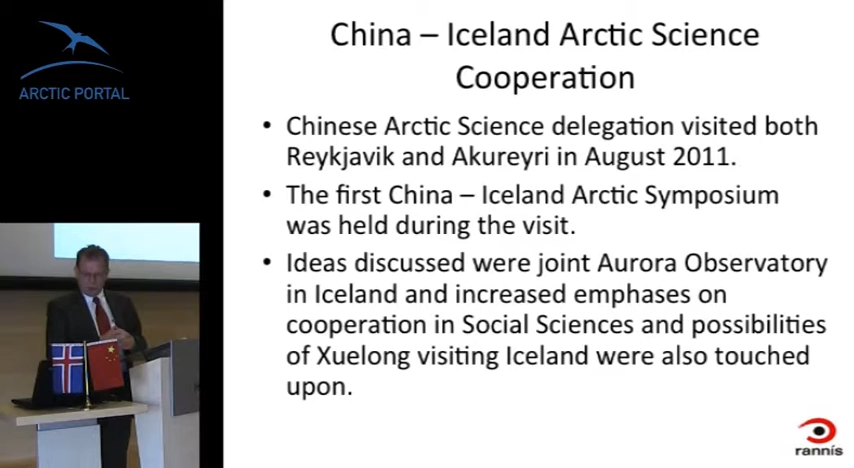 ARCTIC PORTAL
China – Iceland Arctic Science
Cooperation
• Chinese Arctic Science delegation visited both
Reykjavik and Akureyri in August 2011.
• The first China – Iceland Arctic Symposium
was held during the visit.
• Ideas discussed were joint Aurora Observatory
in Iceland and increased emphases on
cooperation in Social Sciences and possibilities
of Xuelong visiting Iceland were also touched
upon.
rannís